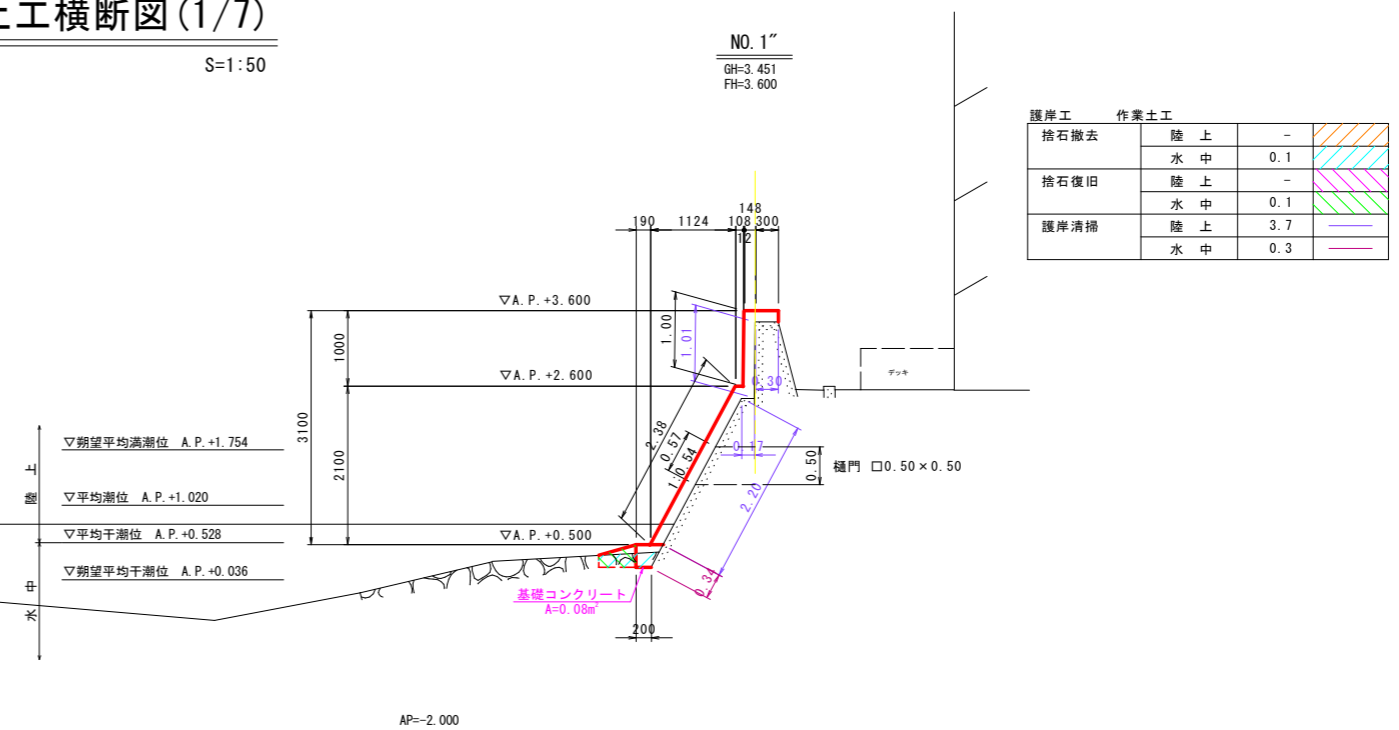 土工横断図(1/7)
S=1:50
NO.1″
GH=3.451
FH=3.600
護岸工 作業土工
捨石撤去 陸 上 -
水 中 0.1
捨石復旧 陸 上 -
水 中 0.1
護岸清掃 陸 上 3.7
水 中 0.3
148
190 1124 108 300
12
▽A.P.+3.600
1.00
1.01
1000
▽A.P.+2.600
0.30
デッキ
3100
2100
2.38
0.57
1:0.54
0.17
0.50
樋門 □0.50×0.50
2.20
陸 上
▽朔望平均満潮位 A.P.+1.754
▽平均潮位 A.P.+1.020
▽平均干潮位 A.P.+0.528
▽A.P.+0.500
水 中
▽朔望平均干潮位 A.P.+0.036
0.34
基礎コンクリート
A=0.08㎡
200
AP=-2.000